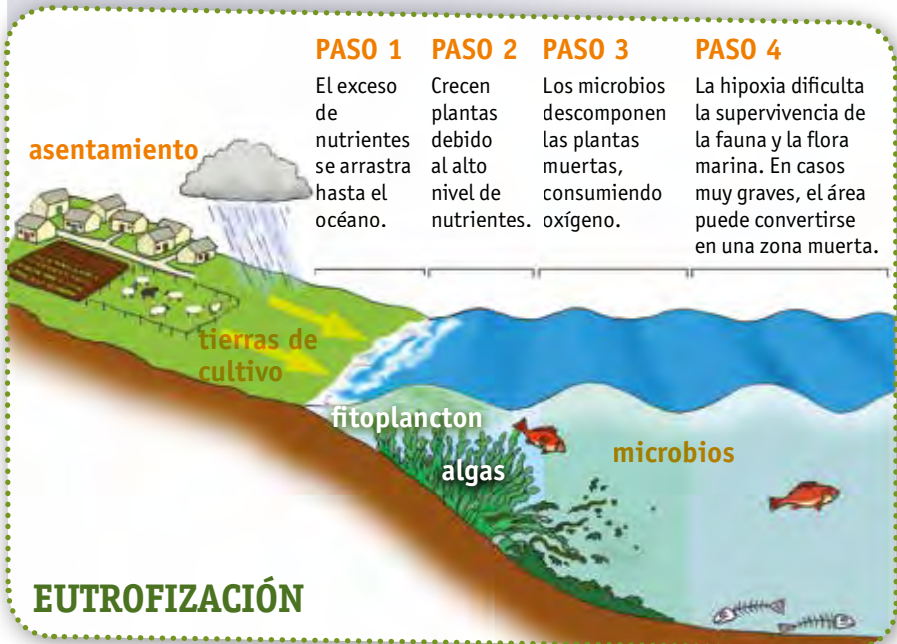 PASO 1
El exceso
de
nutrientes
se arrastra
hasta el
océano.
PASO 2
Crecen
plantas
debido
al alto
nivel de
nutrientes.
PASO 3
Los microbios
descomponen
las plantas
muertas,
consumiendo
oxígeno.
PASO 4
La hipoxia dificulta
la supervivencia de
la fauna y la flora
marina. En casos
muy graves, el área
puede convertirse
en una zona muerta.
asentamiento
tierras de
cultivo
fitoplancton
algas
microbios
EUTROFIZACIÓN